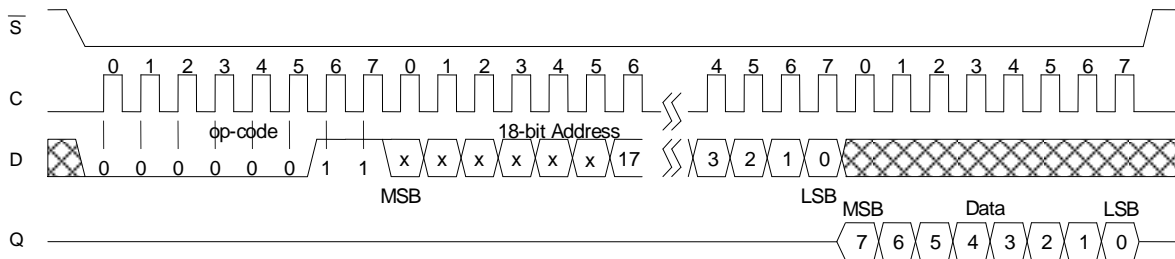 S
0 1 2 3 4 5 6 7 0 1 2 3 4 5 6 4 5 6 7 0 1 2 3 4 5 6 7
C
op-code 18-bit Address
D 0 0 0 0 0 0 1 1 x x x x x x 17 3 2 1 0
MSB LSB MSB Data LSB
Q 7 6 5 4 3 2 1 0